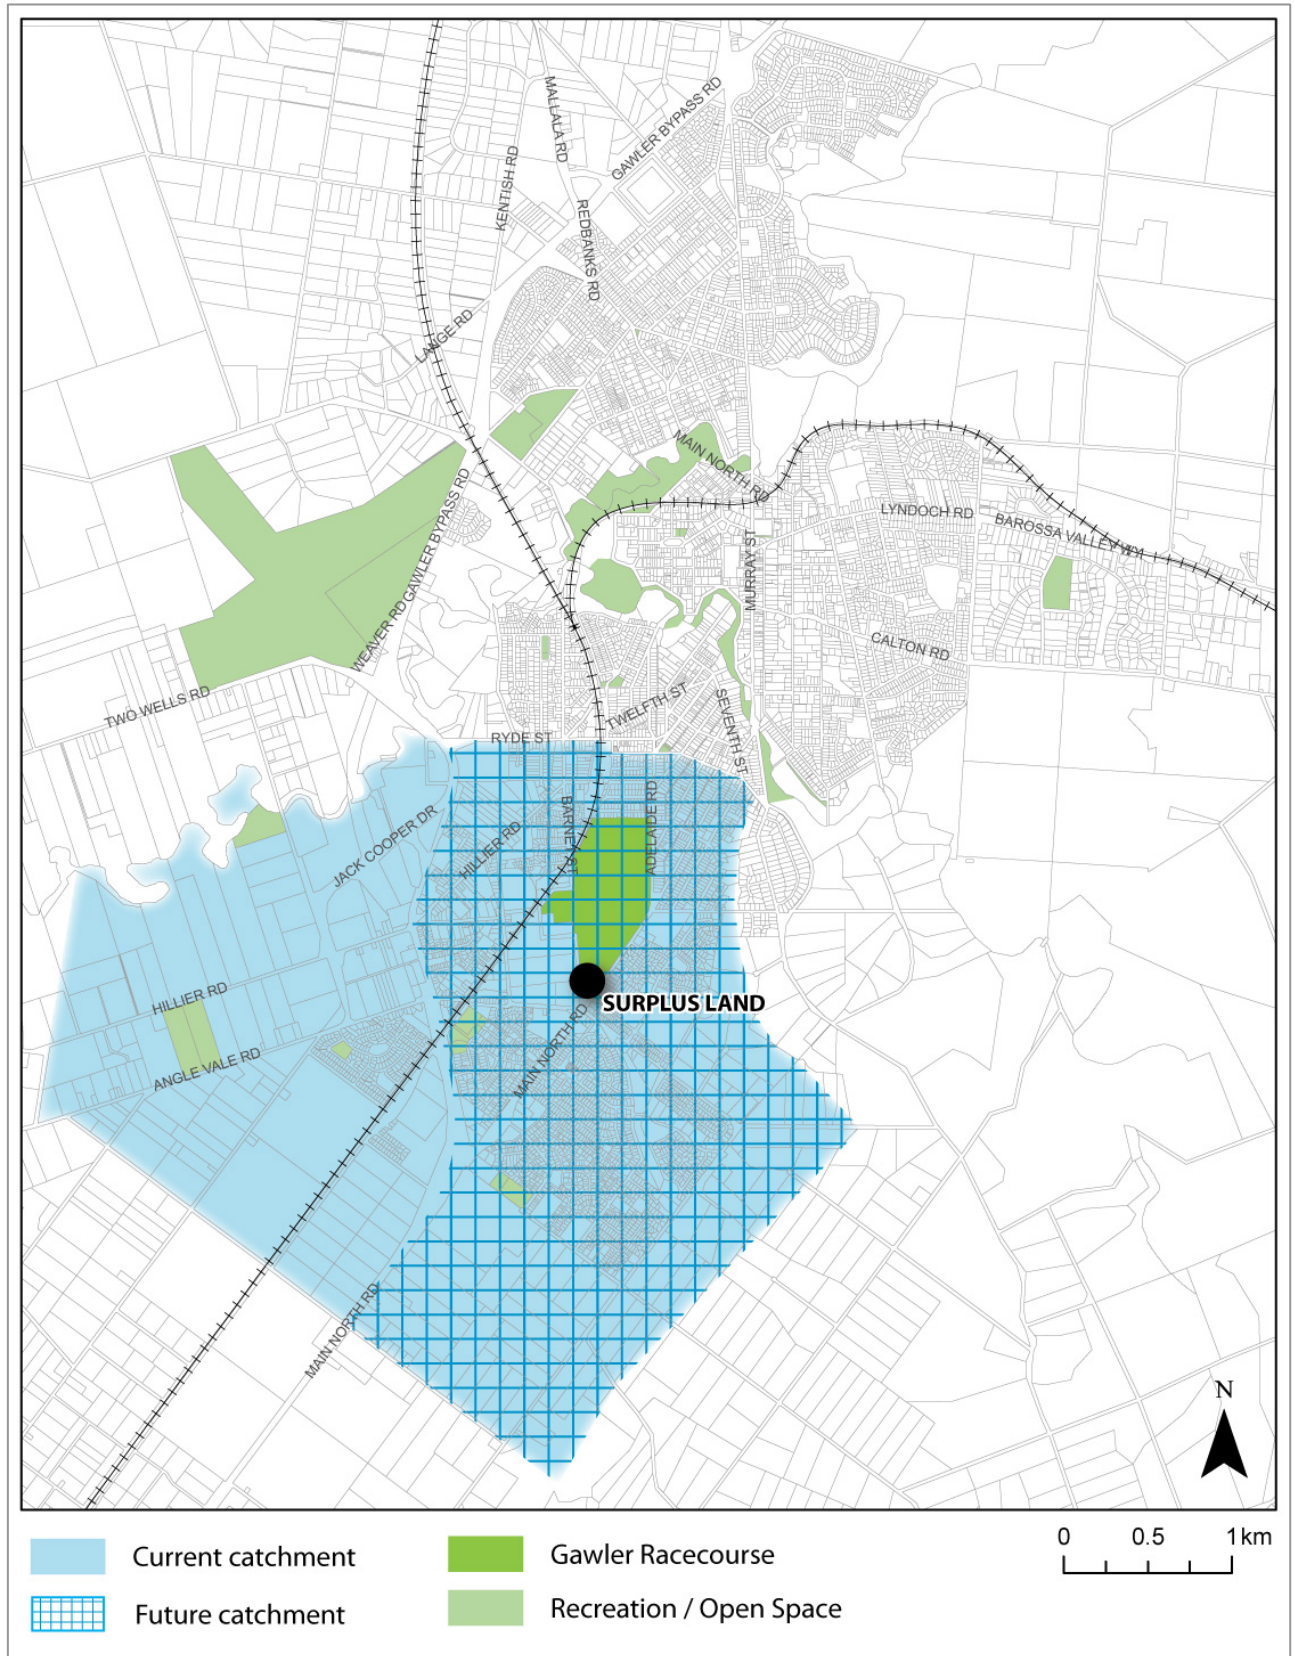 MALLALA RD
GAWLER BYPASS RD
KENTISH RD
REDBANKS RD
LANGE RD
MAIN NORTH RD
LYNDOCH RD
BAROSSA VALLEY WY
GAWLER BYPASS RD
MURRAY ST
WEAVER RD
CALTON RD
TWO WELLS RD
TWELFTH ST
SEVENTH ST
RYDE ST
BARNET ST
ADELAIDE RD
JACK COOPER DR
HILLIER RD
HILLIER RD
SURPLUS LAND
ANGLE VALE RD
MAIN NORTH RD
MAIN NORTH RD
N
Current catchment
Future catchment
Gawler Racecourse
Recreation / Open Space
0 0.5 1km